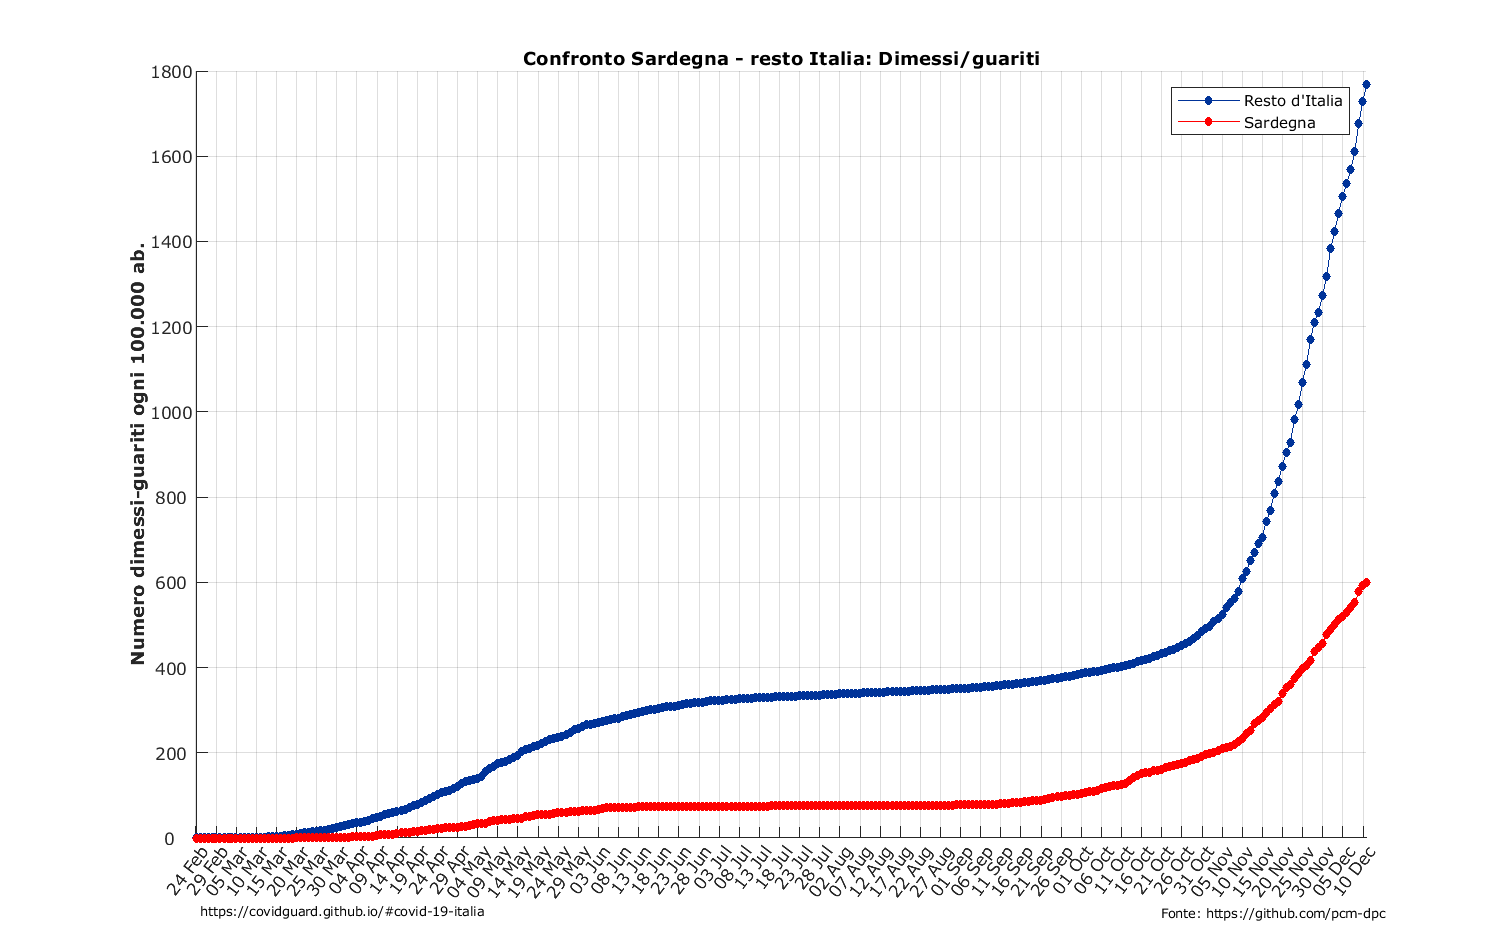 Confronto Sardegna - resto Italia: Dimessi/guariti
Resto d'Italia
Sardegna
Numero dimessi-guariti ogni 100.000 ab.
1800
1600
1400
1200
1000
800
600
400
200
0
24 Feb
29 Feb
05 Mar
10 Mar
15 Mar
20 Mar
25 Mar
30 Mar
04 Apr
09 Apr
14 Apr
19 Apr
24 Apr
29 Apr
04 May
09 May
14 May
19 May
24 May
29 May
03 Jun
08 Jun
13 Jun
18 Jun
23 Jun
28 Jun
03 Jul
08 Jul
13 Jul
18 Jul
23 Jul
28 Jul
02 Aug
07 Aug
12 Aug
17 Aug
22 Aug
27 Aug
01 Sep
06 Sep
11 Sep
16 Sep
21 Sep
26 Sep
01 Oct
06 Oct
11 Oct
16 Oct
21 Oct
26 Oct
31 Oct
05 Nov
10 Nov
15 Nov
20 Nov
25 Nov
30 Nov
05 Dec
10 Dec
https://covidguard.github.io/#covid-19-italia
Fonte: https://github.com/pcm-dpc